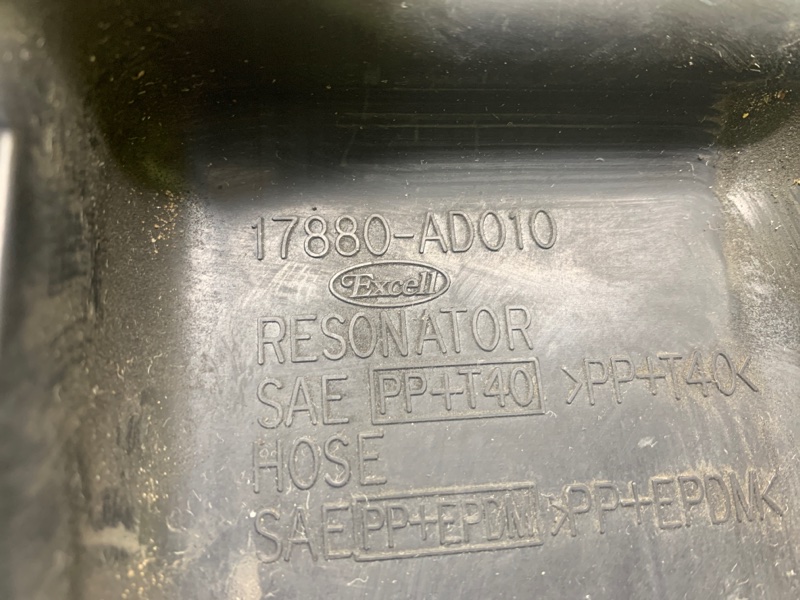 17880-AD010
Excell
RESONATOR
SAE PP+T40 >PP+T40<
HOSE
SAE PP+EPDM >PP+EPDM<